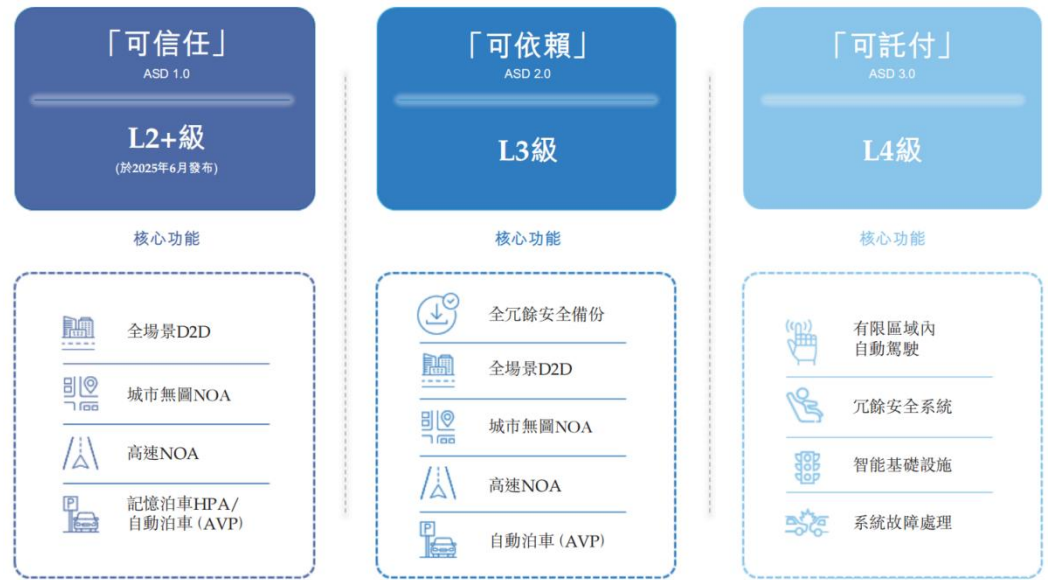 「可信任」
ASD 1.0
L2+級
(於2025年6月發布)
核心功能
全場景D2D
城市無圖NOA
高速NOA
P
記憶泊車HPA/
自動泊車 (AVP)
「可依賴」
ASD 2.0
L3級
核心功能
全冗餘安全備份
全場景D2D
城市無圖NOA
高速NOA
P
自動泊車 (AVP)
「可託付」
ASD 3.0
L4級
核心功能
有限區域內
自動駕駛
冗餘安全系統
智能基礎設施
系統故障處理